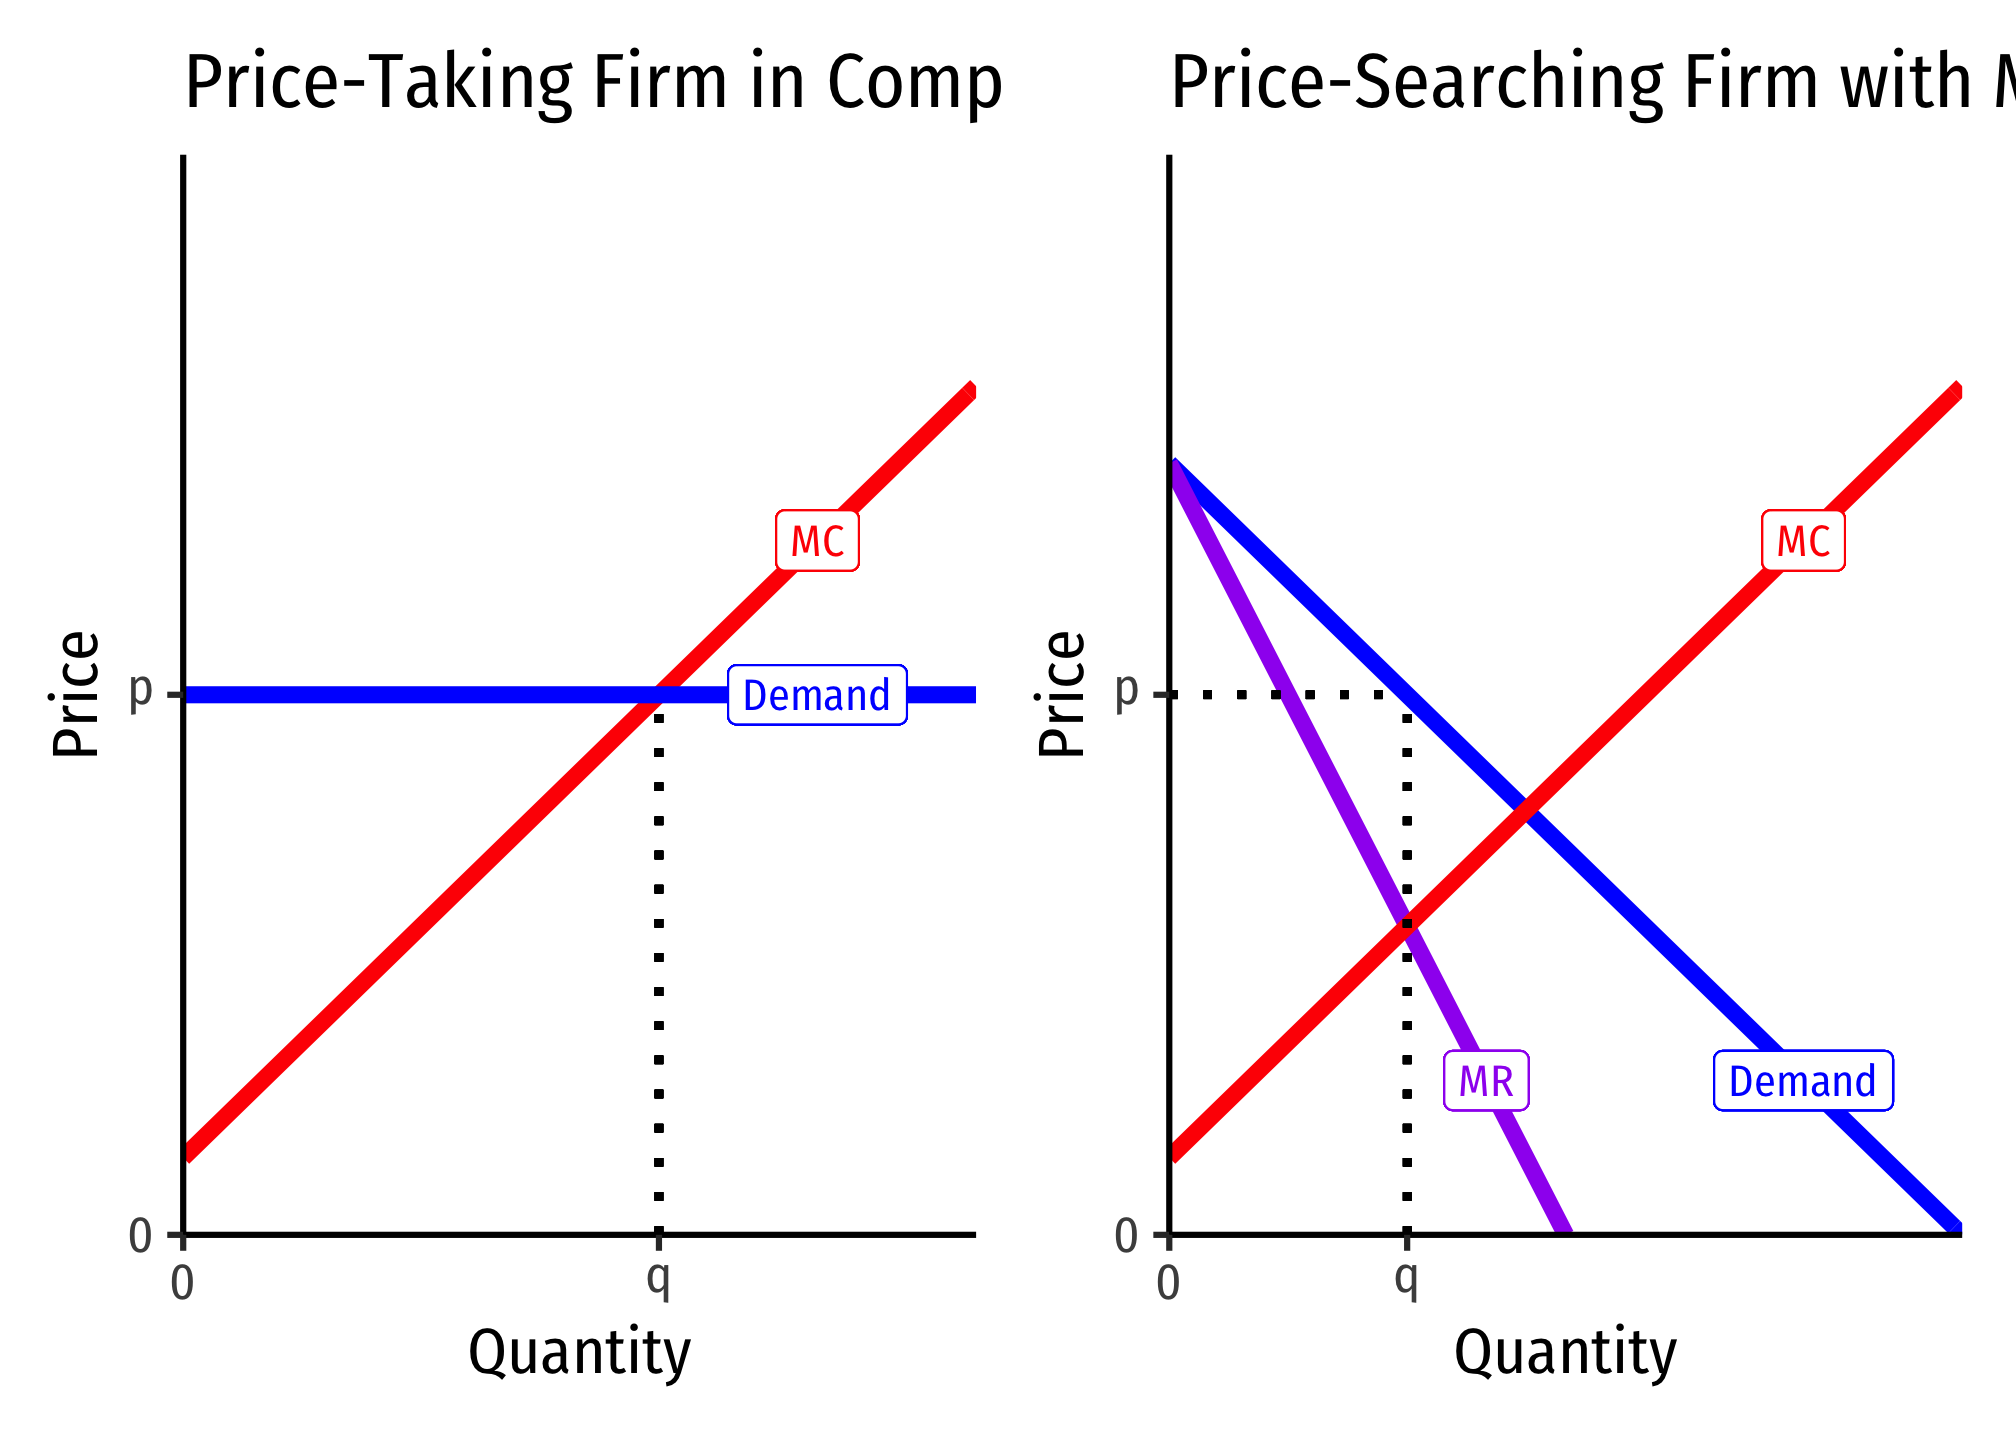 Price-Taking Firm in Comp
Price
p
0
MC
Demand
0
q
Quantity
Price-Searching Firm with M
Price
p
0
MC
MR
Demand
0
q
Quantity